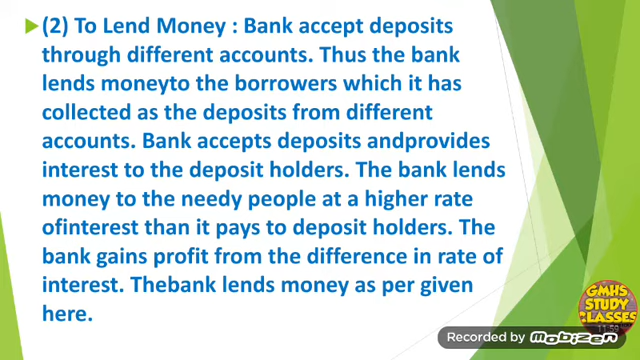 (2) To Lend Money : Bank accept deposits
through different accounts. Thus the bank
lends moneyto the borrowers which it has
collected as the deposits from different
accounts. Bank accepts deposits andprovides
interest to the deposit holders. The bank lends
money to the needy people at a higher rate
ofinterest than it pays to deposit holders. The
bank gains profit from the difference in rate of
interest. Thebank lends money as per given
here.
GMHS
STUDY
CLASSES
11:59
Recorded by mobizen